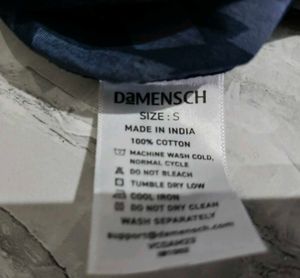 DaMENSCH
SIZE : S
MADE IN INDIA
100% COTTON
MACHINE WASH COLD,
NORMAL CYCLE
DO NOT BLEACH
TUMBLE DRY LOW
COOL IRON
DO NOT DRY CLEAN
WASH SEPARATELY
support@damensch.com